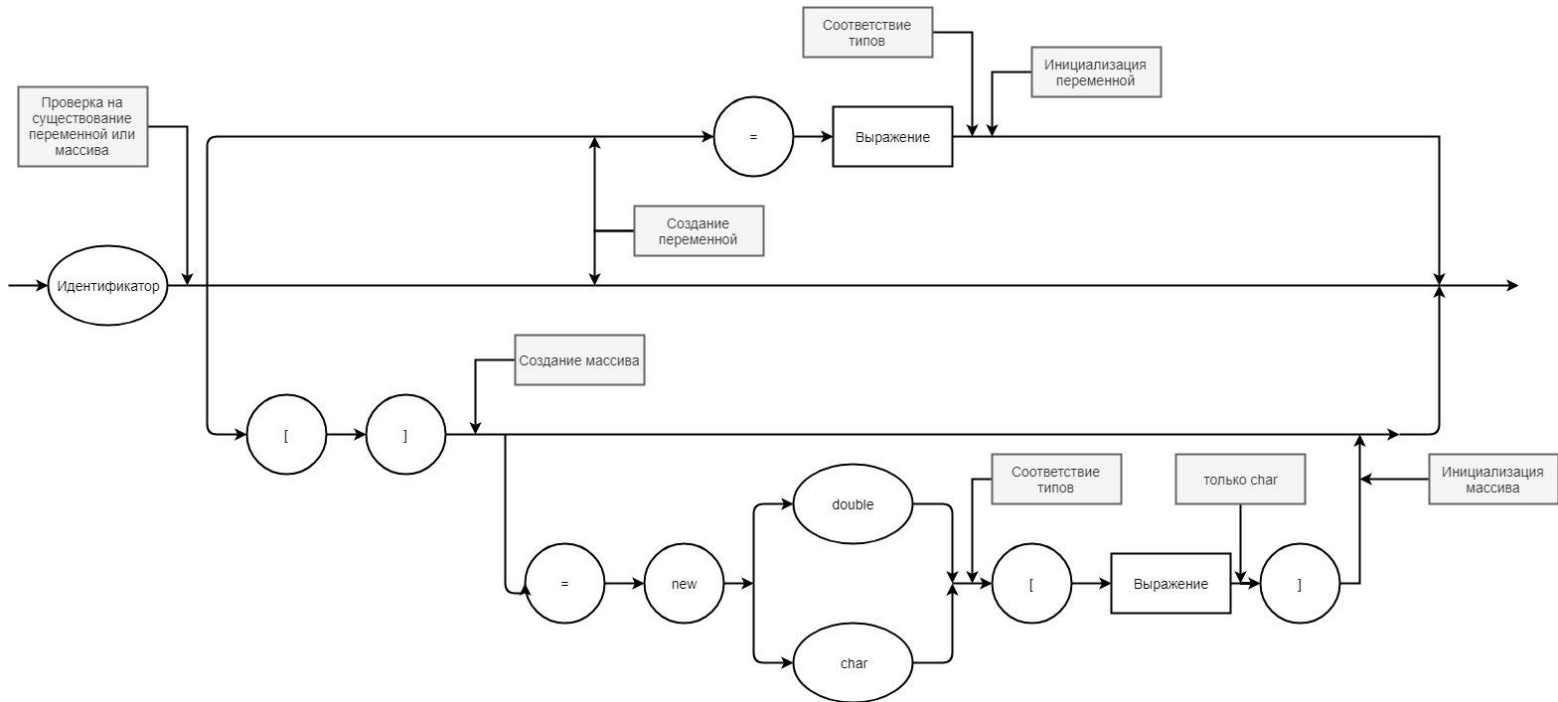 Соответствие
типов
Инициализация
переменной
Проверка на
существование
переменной или
массива
=
Выражение
Создание
переменной
Идентификатор
Создание массива
[
]
Соответствие
типов
только char
Инициализация
массива
double
=
new
[
Выражение
]
char